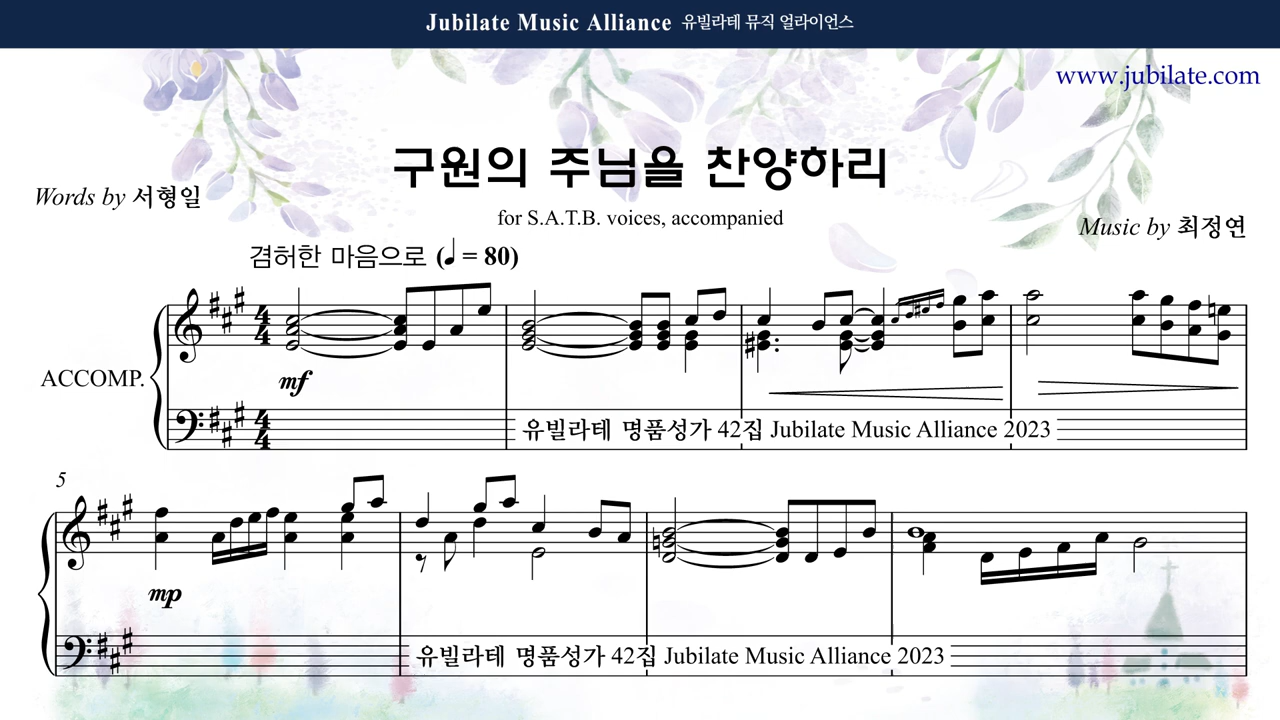 Jubilate Music Alliance 유빌라테 뮤직 얼라이언스
www.jubilate.com
구원의 주님을 찬양하리
Words by 서형일
for S.A.T.B. voices, accompanied
Music by 최정연
겸허한 마음으로 (♩ = 80)
4 4
ACCOMP.
mf
4 4
유빌라테 명품성가 42집 Jubilate Music Alliance 2023
5
mp
유빌라테 명품성가 42집 Jubilate Music Alliance 2023